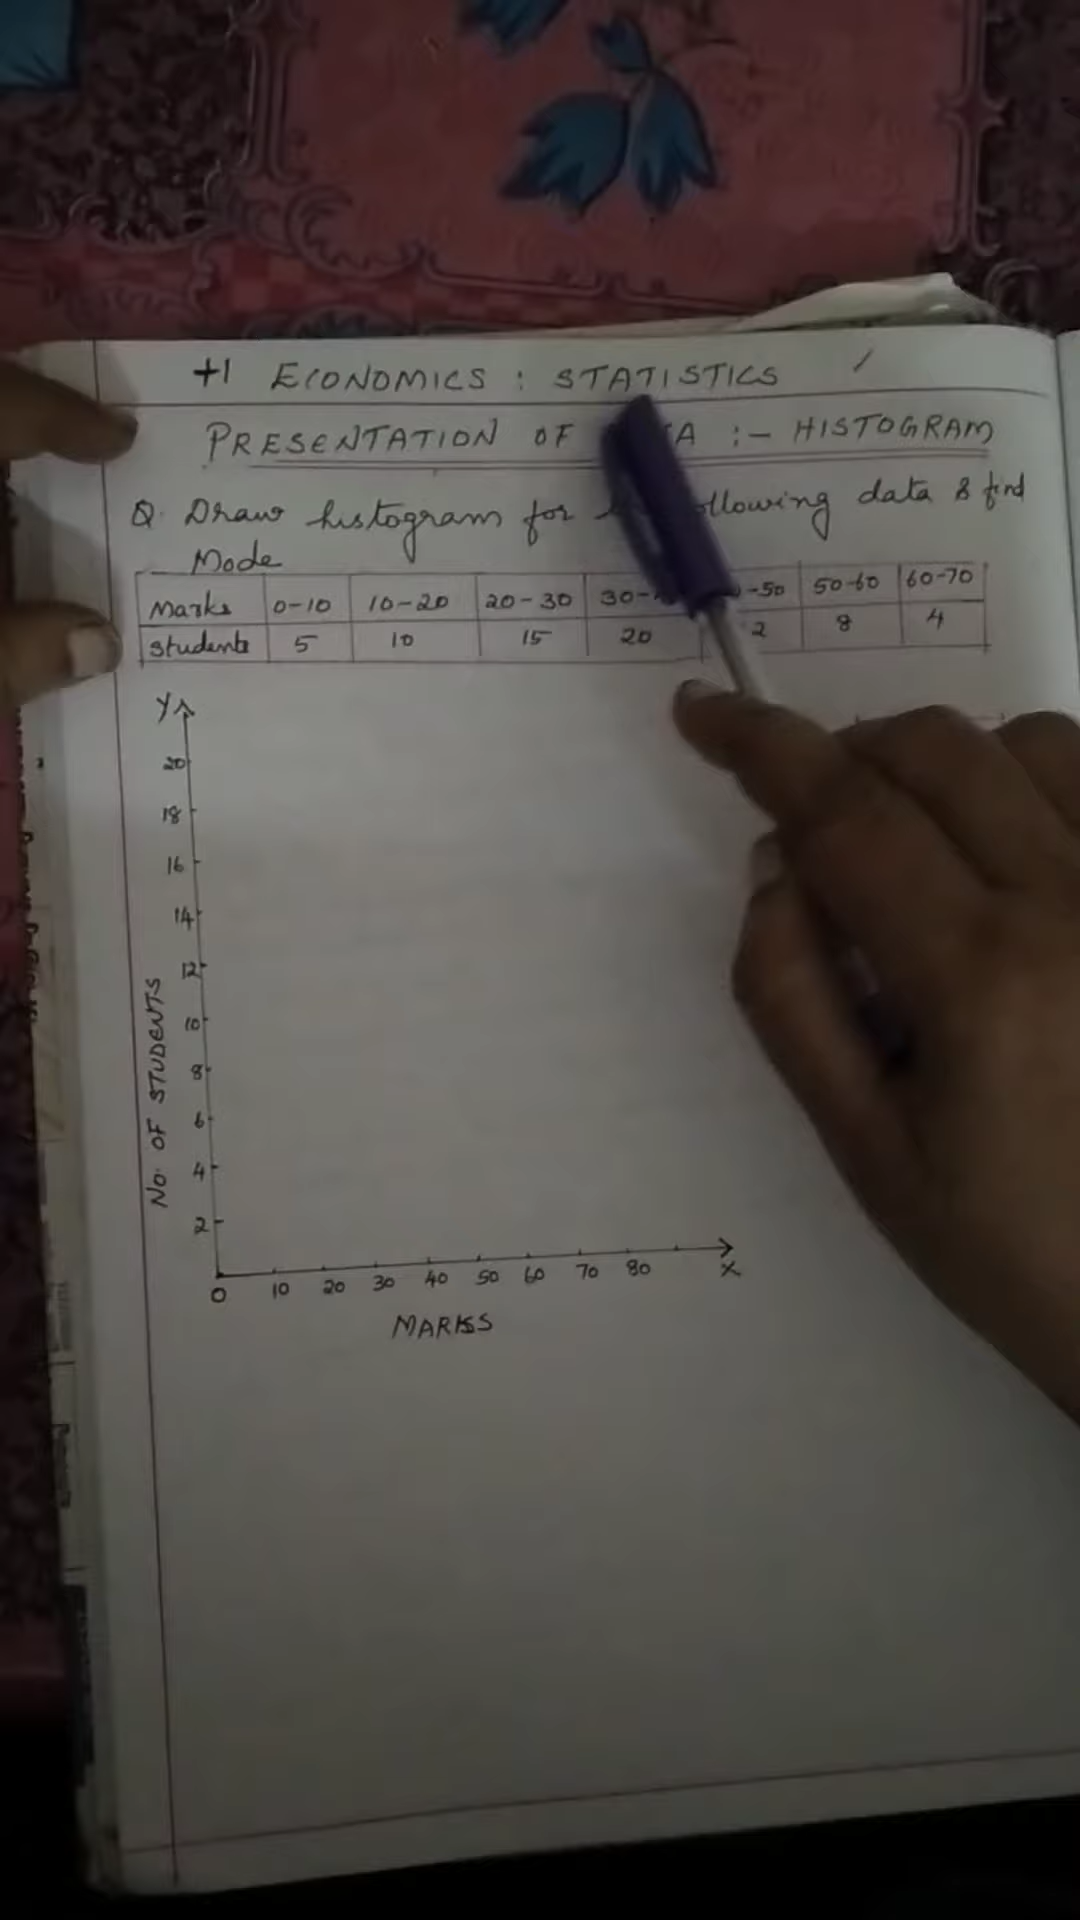 +1 ECONOMICS : STATISTICS
PRESENTATION OF :- HISTOGRAM
Q. Draw histogram for data & find
Mode
Marks 0-10 10-20 20-30 30- -50 50-60 60-70
Students 5 10 15 20 2 8 4
Y
20
18
16
14
12
10
8
6
4
2
NO. OF STUDENTS
0 10 20 30 40 50 60 70 80 X
MARKS